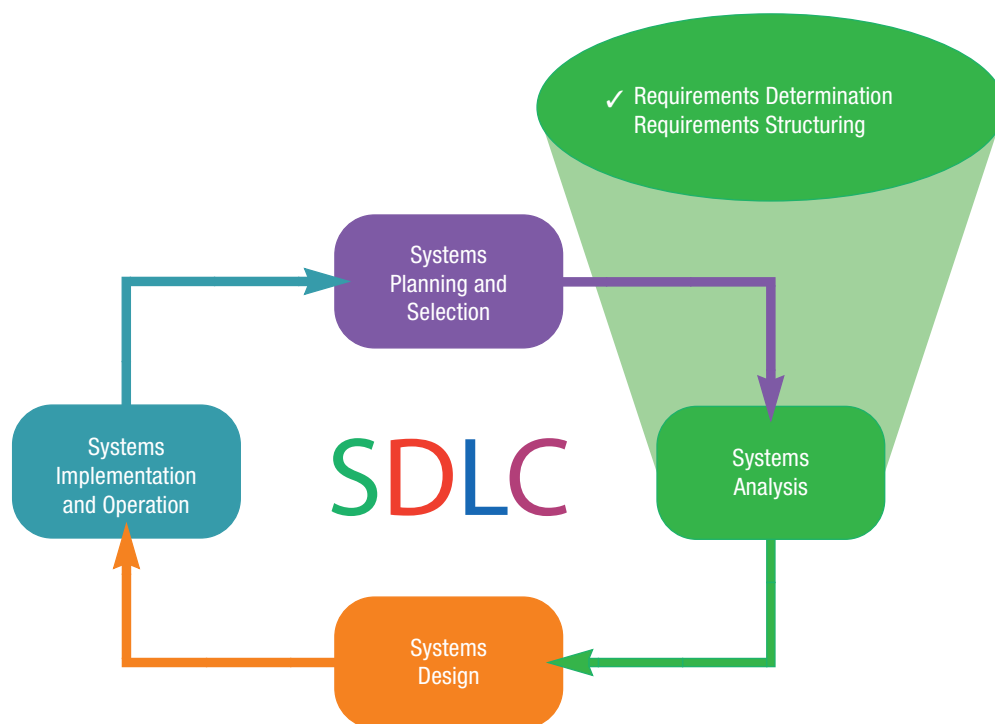 ✓ Requirements Determination
Requirements Structuring
Systems
Planning and
Selection
Systems
Implementation
and Operation
SDLC
Systems
Analysis
Systems
Design